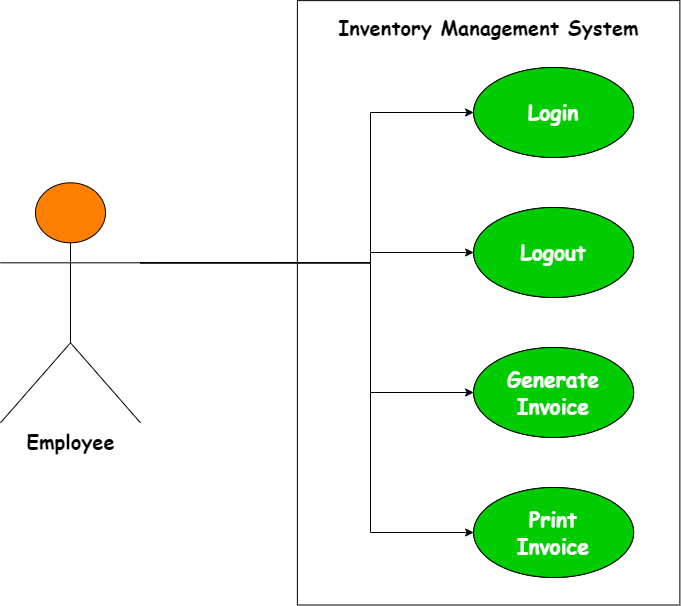 Inventory Management System
Login
Logout
Generate
Invoice
Employee
Print
Invoice